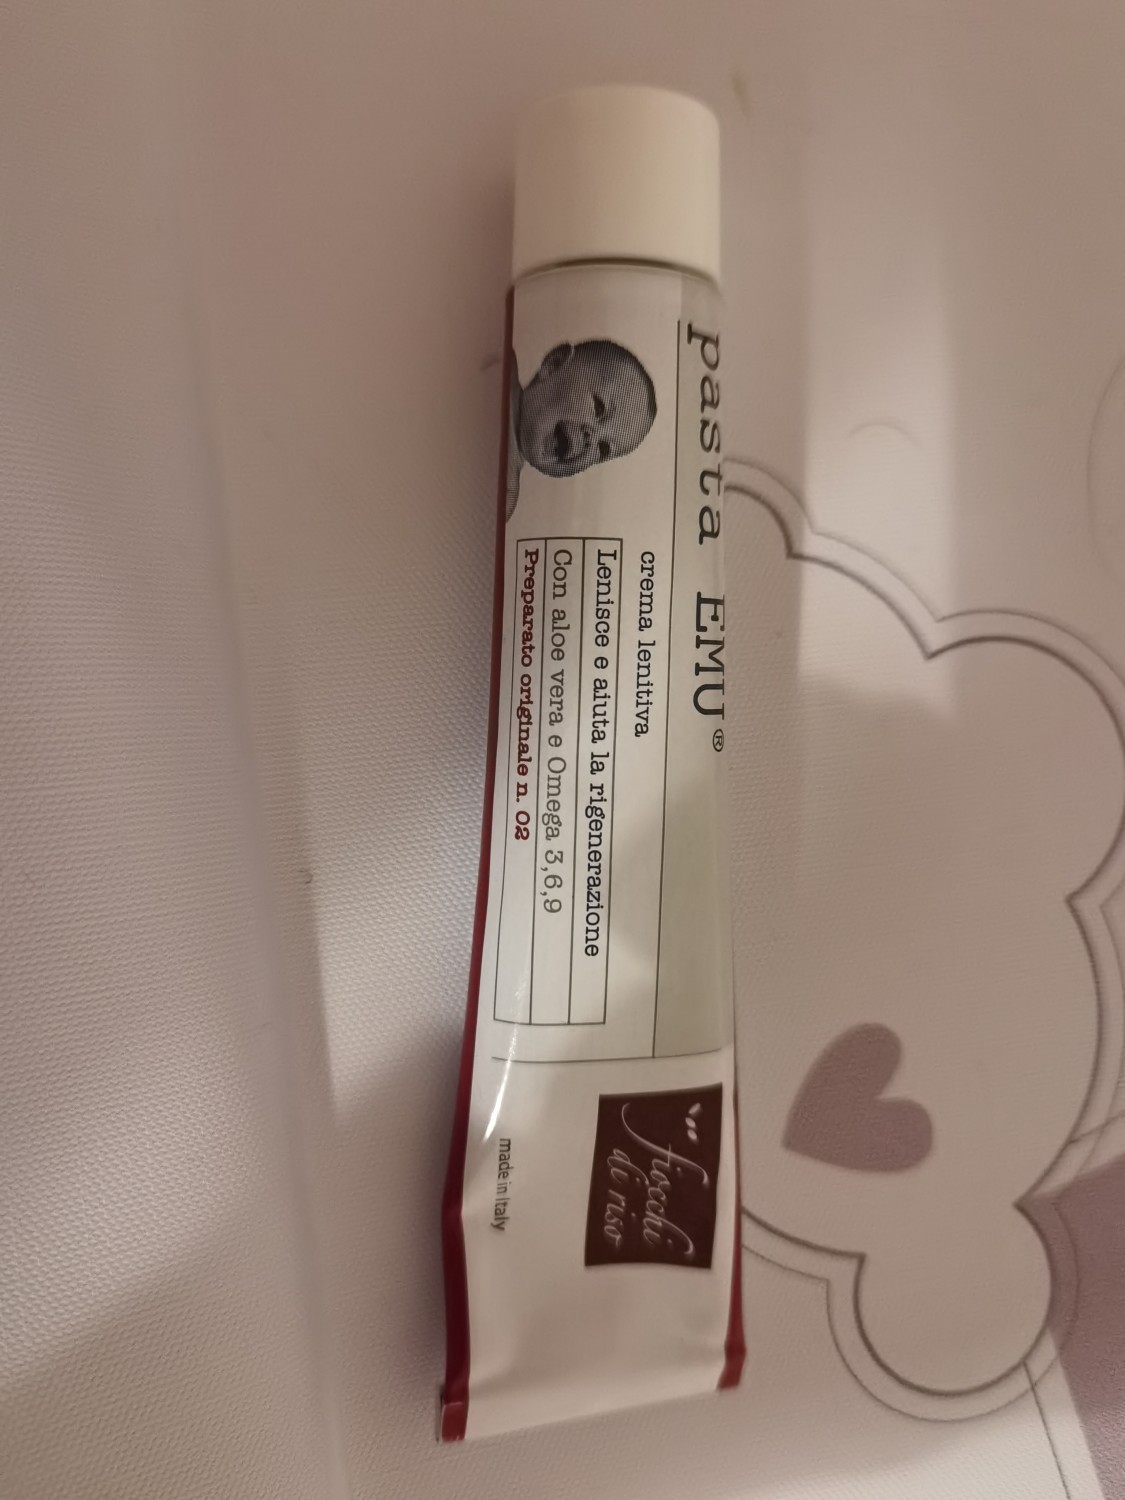 pasta EMU®
crema lenitiva
Lenisce e aiuta la rigenerazione
Con aloe vera e Omega 3,6,9
Preparato originale n. 02
fiocchi
di riso
made in Italy